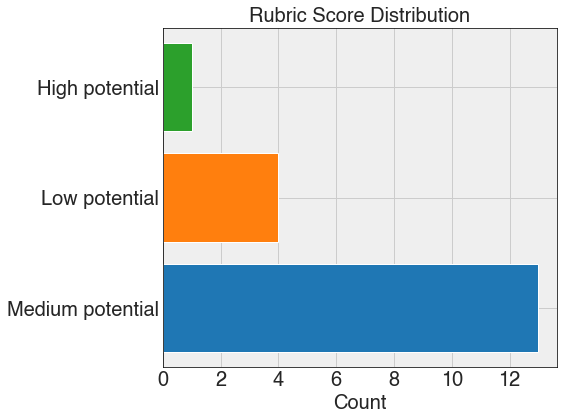 Rubric Score Distribution
High potential
Low potential
Medium potential
0 2 4 6 8 10 12
Count